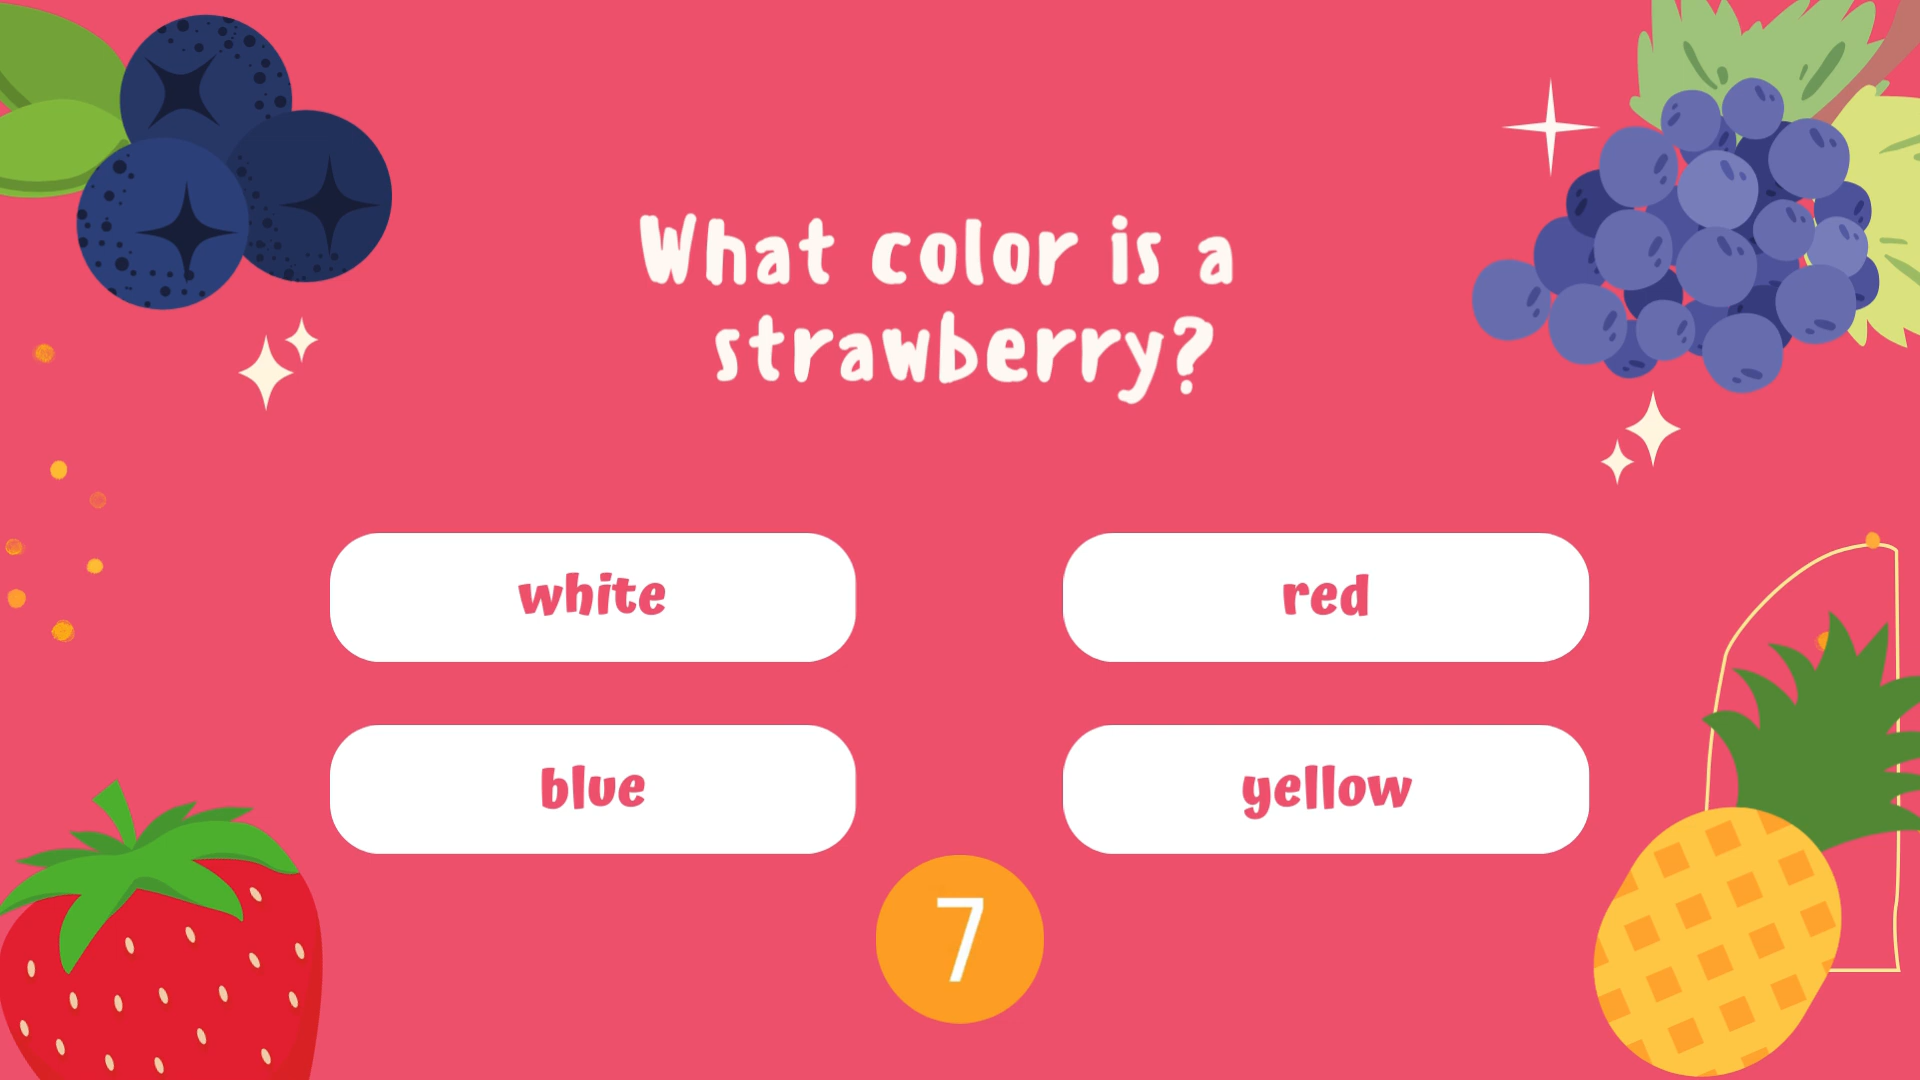 What color is a
strawberry?
white
red
blue
yellow
7